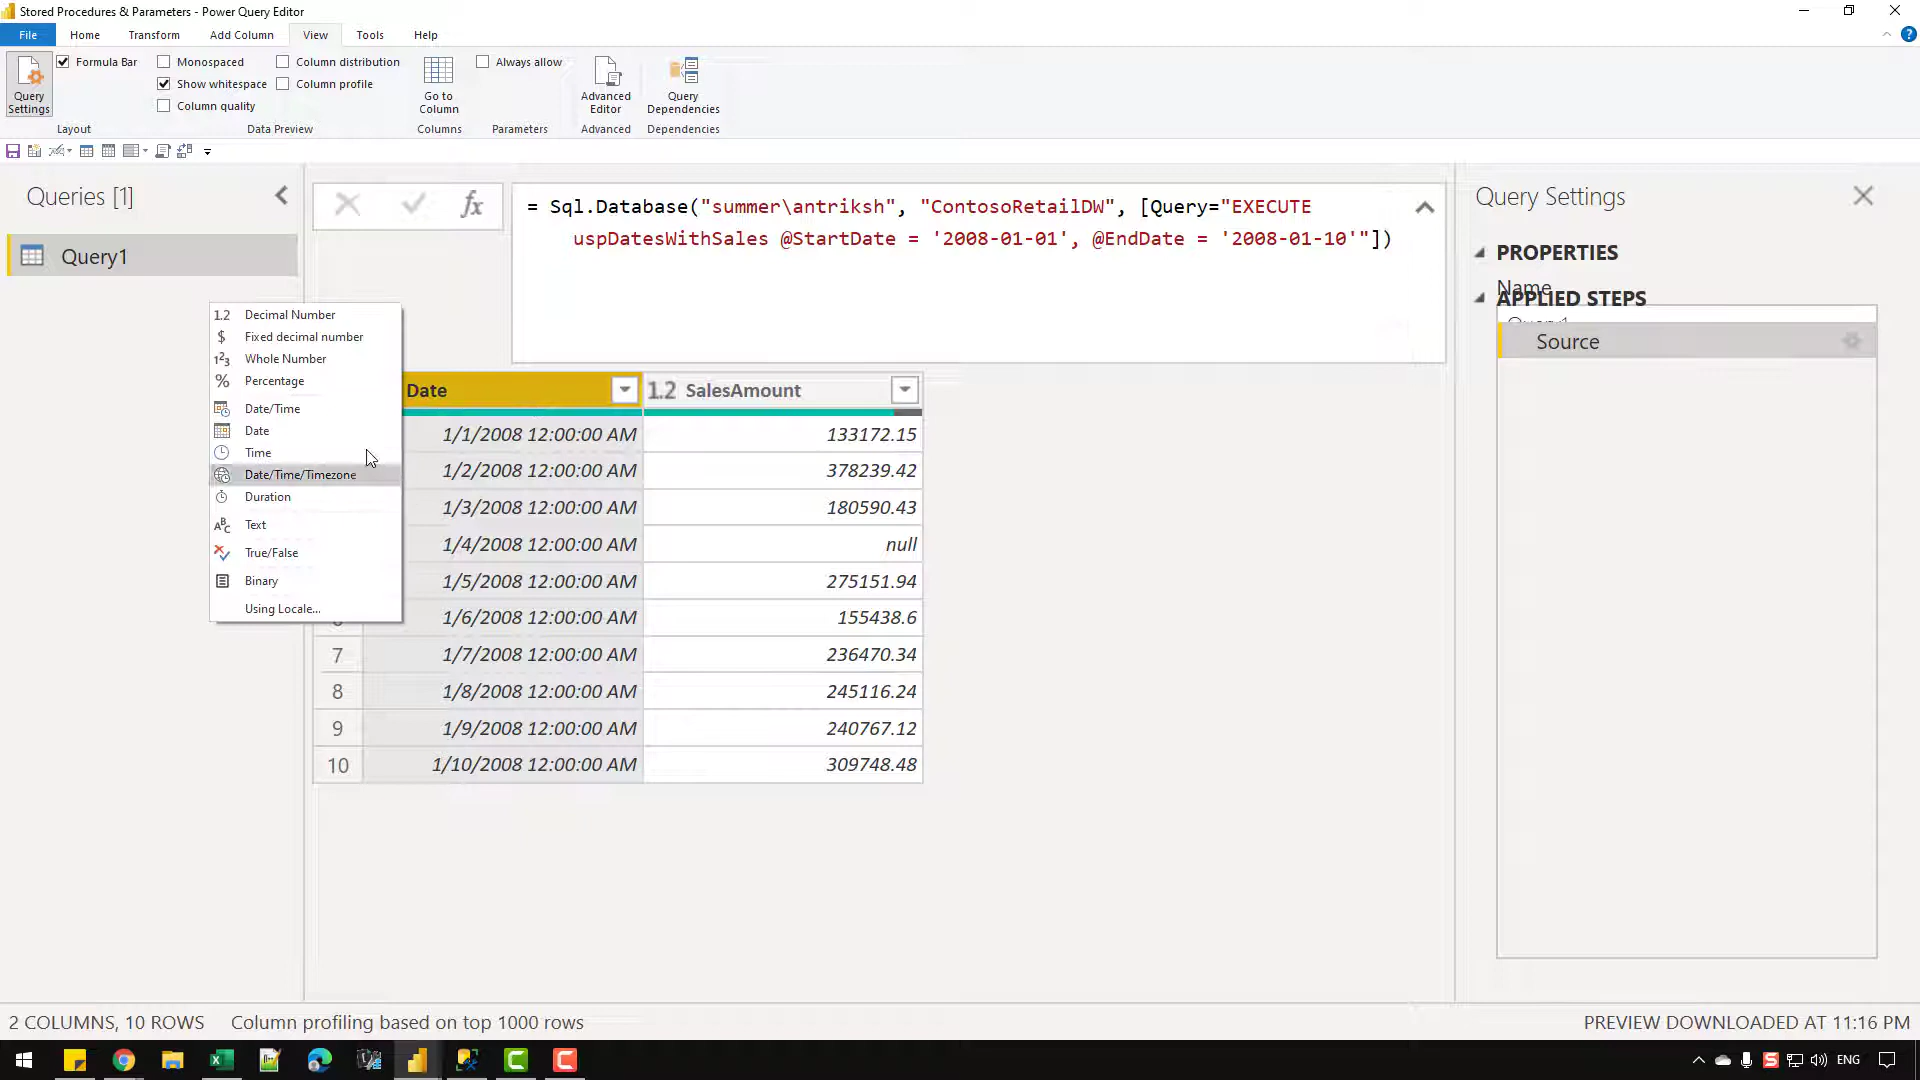 Stored Procedures & Parameters - Power Query Editor
File Home Transform Add Column View Tools Help
Query Settings
Formula Bar
Monospaced
Show whitespace
Column quality
Column distribution
Column profile
Go to Column
Always allow
Advanced Editor
Query Dependencies
Layout Data Preview Columns Parameters Advanced Dependencies
Queries [1]
Query1
fx
= Sql.Database("summer\antriksh", "ContosoRetailDW", [Query="EXECUTE
uspDatesWithSales @StartDate = '2008-01-01', @EndDate = '2008-01-10'"])
1.2 Decimal Number
$ Fixed decimal number
123 Whole Number
% Percentage
Date/Time
Date
Time
Date/Time/Timezone
Duration
ABC Text
True/False
Binary
Using Locale...
Date 1.2 SalesAmount
1/1/2008 12:00:00 AM 133172.15
1/2/2008 12:00:00 AM 378239.42
1/3/2008 12:00:00 AM 180590.43
1/4/2008 12:00:00 AM null
1/5/2008 12:00:00 AM 275151.94
1/6/2008 12:00:00 AM 155438.6
7 1/7/2008 12:00:00 AM 236470.34
8 1/8/2008 12:00:00 AM 245116.24
9 1/9/2008 12:00:00 AM 240767.12
10 1/10/2008 12:00:00 AM 309748.48
Query Settings
PROPERTIES
Name
APPLIED STEPS
Query1
Source
2 COLUMNS, 10 ROWS Column profiling based on top 1000 rows
PREVIEW DOWNLOADED AT 11:16 PM
ENG